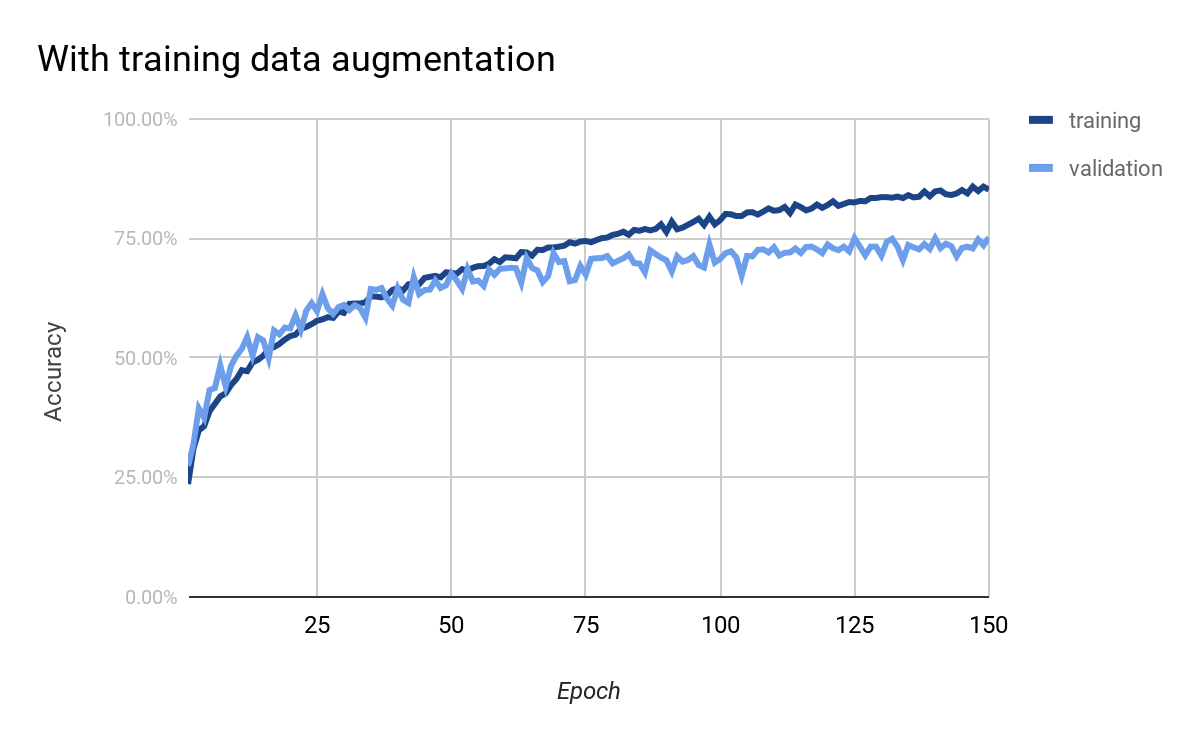 With training data augmentation
100.00%
75.00%
50.00%
25.00%
0.00%
Accuracy
25 50 75 100 125 150
Epoch
training
validation